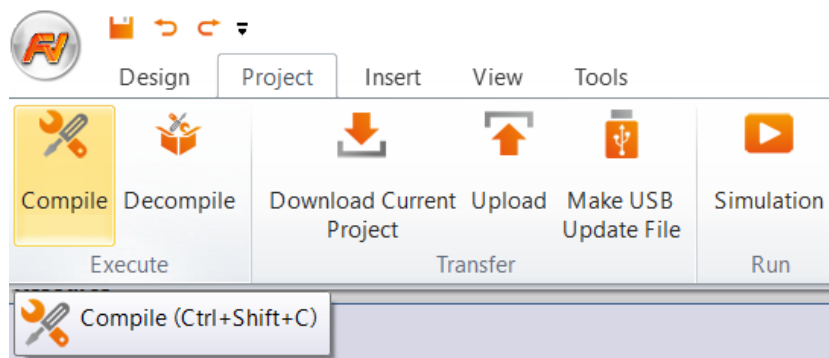 FV
Design Project Insert View Tools
Compile Decompile Download Current Upload Make USB Simulation
Project Update File
Execute Transfer Run
Compile (Ctrl+Shift+C)